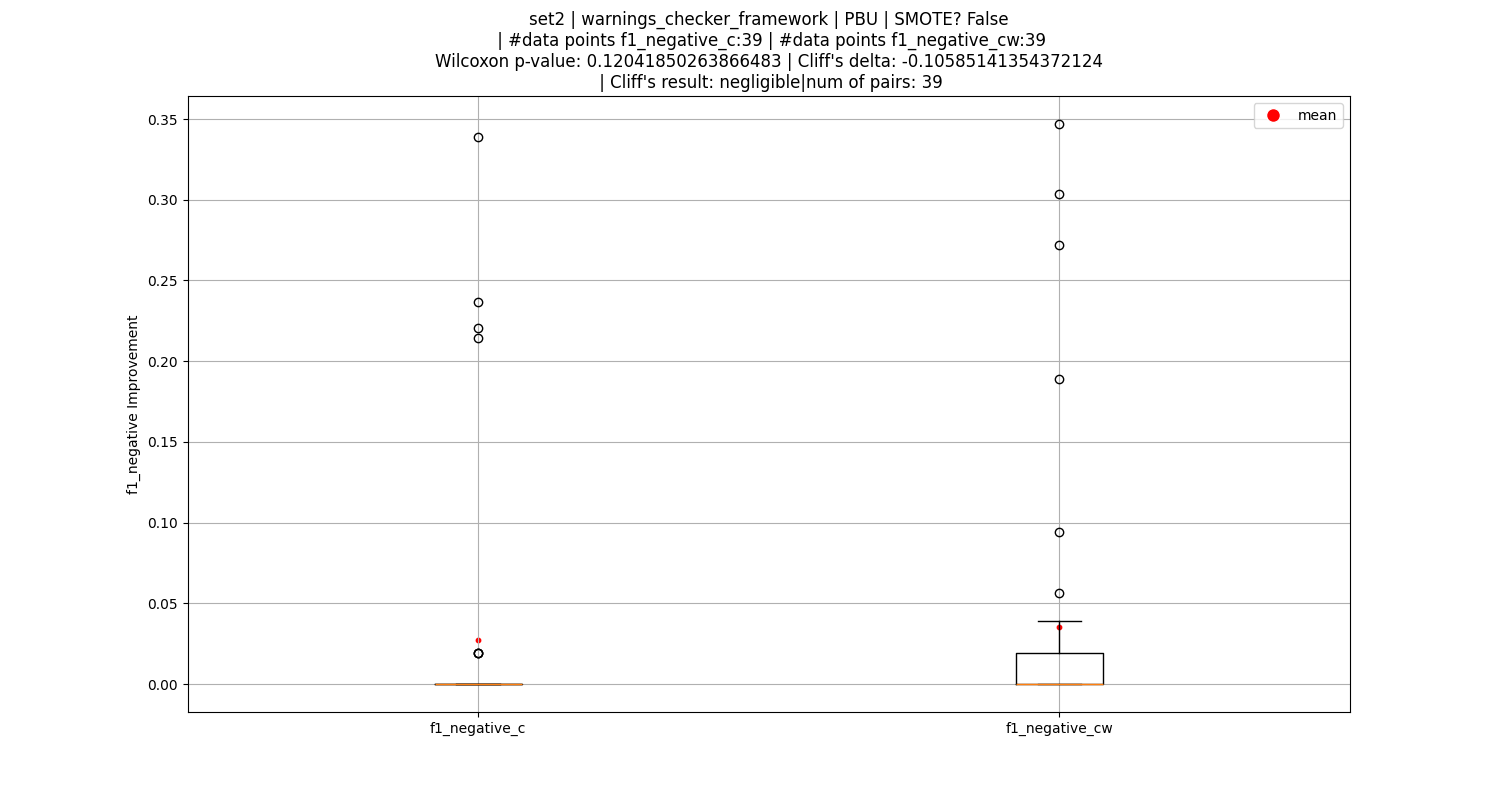 set2 | warnings_checker_framework | PBU | SMOTE? False
| #data points f1_negative_c:39 | #data points f1_negative_cw:39
Wilcoxon p-value: 0.12041850263866483 | Cliff's delta: -0.10585141354372124
| Cliff's result: negligible|num of pairs: 39
mean
0.35
0.30
0.25
0.20
0.15
0.10
0.05
0.00
f1_negative Improvement
f1_negative_c
f1_negative_cw